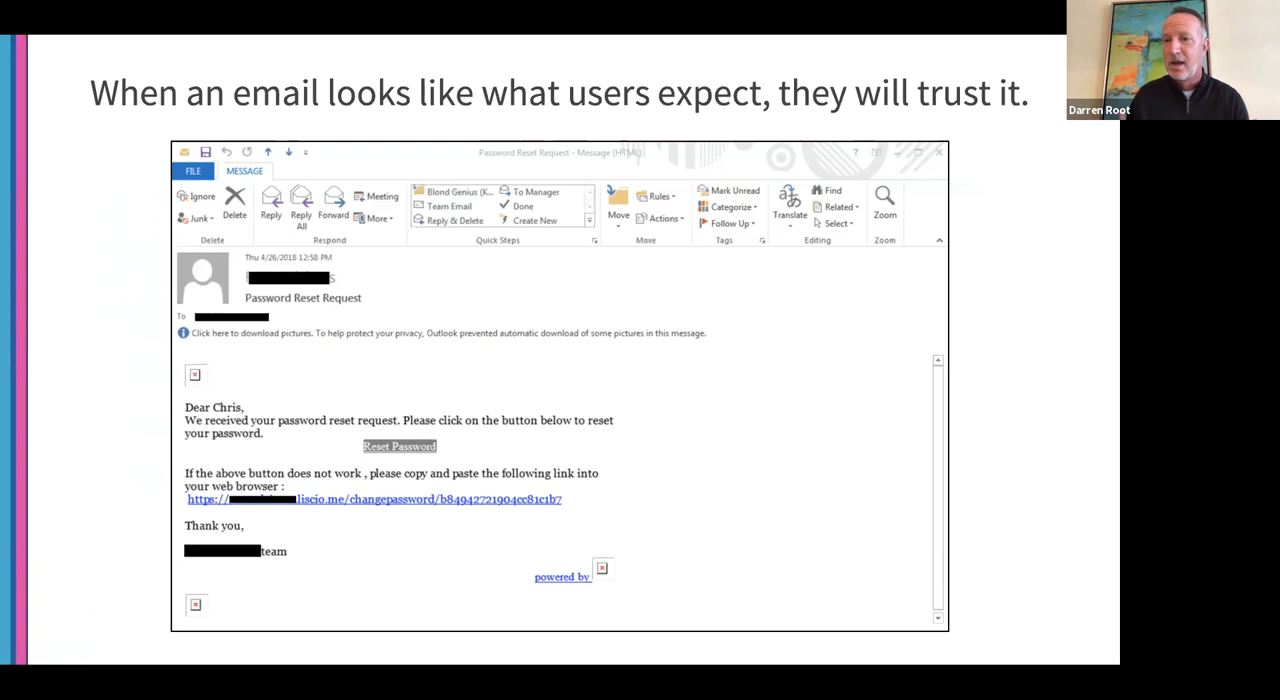 When an email looks like what users expect, they will trust it.
Darren Root
Password Reset Request - Message (HTML)
FILE MESSAGE
Ignore
Junk
Delete
Reply
Reply All
Forward
Meeting
More
Blond Genius (K...
Team Email
Reply & Delete
To Manager
Done
Create New
Move
Rules
Actions
Mark Unread
Categorize
Follow Up
Translate
Find
Related
Select
Zoom
Delete Respond Quick Steps Move Tags Editing Zoom
Thu 4/26/2018 12:58 PM
Password Reset Request
To
Click here to download pictures. To help protect your privacy, Outlook prevented automatic download of some pictures in this message.
Dear Chris,
We received your password reset request. Please click on the button below to reset
your password.
Reset Password
If the above button does not work , please copy and paste the following link into
your web browser :
https:// liscio.me/changepassword/b84942721904cc81c1b7
Thank you,
team
powered by